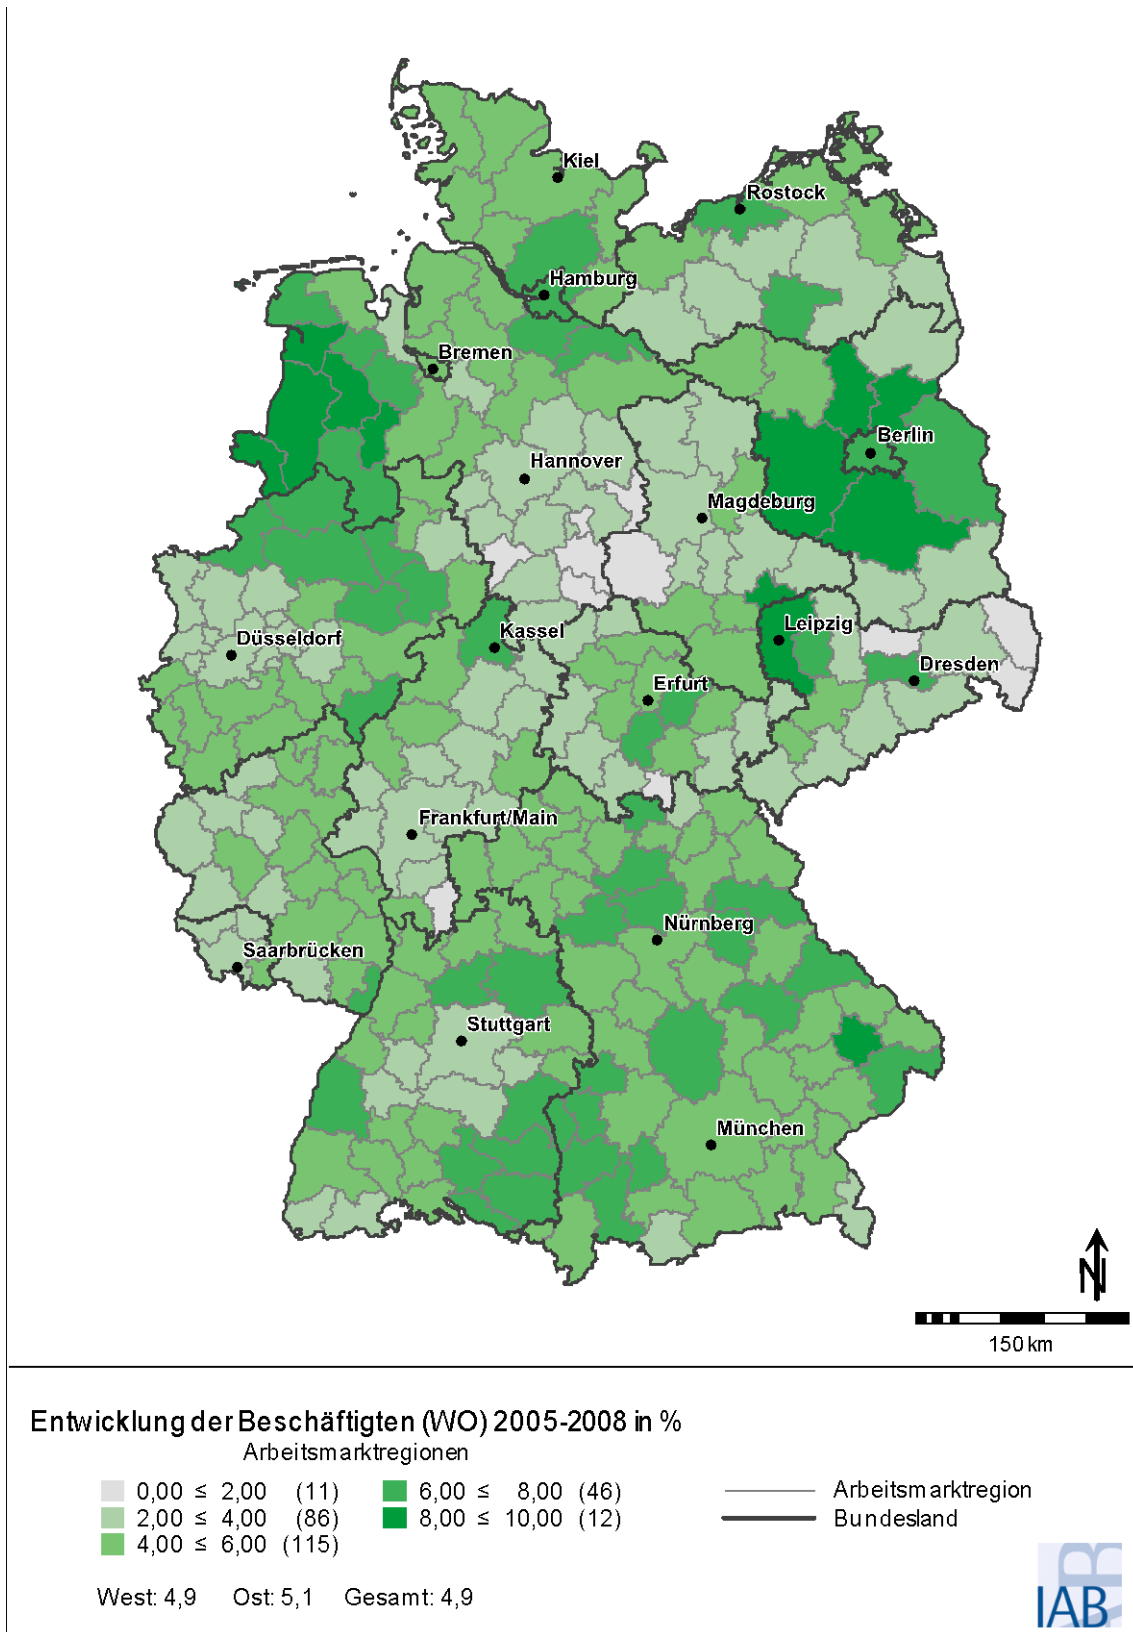 Kiel
Rostock
Hamburg
Bremen
Berlin
Hannover
Magdeburg
Leipzig
Düsseldorf
Kassel
Dresden
Erfurt
Frankfurt/Main
Nürnberg
Saarbrücken
Stuttgart
München
N
150 km
Entwicklung der Beschäftigten (WO) 2005-2008 in %
Arbeitsmarktregionen
0,00 ≤ 2,00 (11)
2,00 ≤ 4,00 (86)
4,00 ≤ 6,00 (115)
6,00 ≤ 8,00 (46)
8,00 ≤ 10,00 (12)
Arbeitsmarktregion
Bundesland
West: 4,9 Ost: 5,1 Gesamt: 4,9
IAB